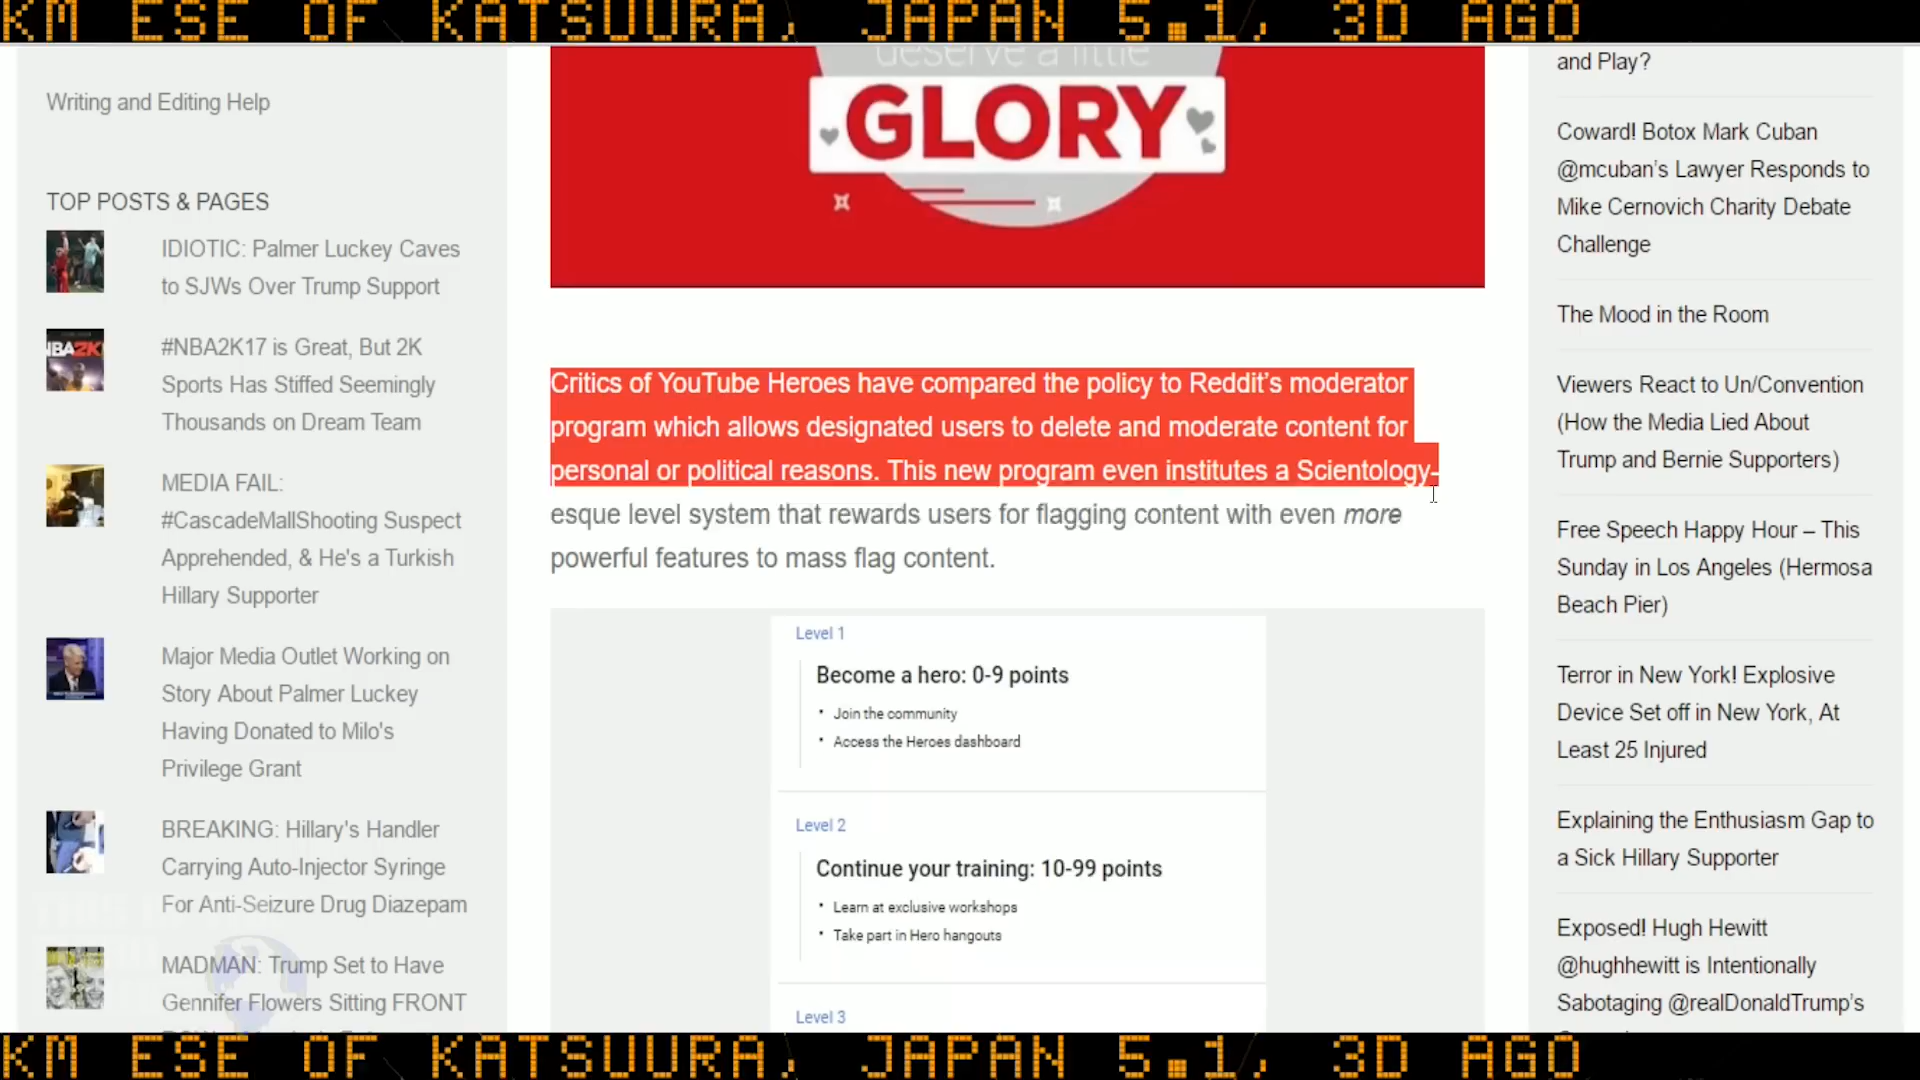 KM ESE OF KATSUURA, JAPAN 5.1, 3D AGO
Writing and Editing Help
TOP POSTS & PAGES
IDIOTIC: Palmer Luckey Caves
to SJWs Over Trump Support
NBA2K
#NBA2K17 is Great, But 2K
Sports Has Stiffed Seemingly
Thousands on Dream Team
MEDIA FAIL:
#CascadeMallShooting Suspect
Apprehended, & He's a Turkish
Hillary Supporter
Major Media Outlet Working on
Story About Palmer Luckey
Having Donated to Milo's
Privilege Grant
BREAKING: Hillary's Handler
Carrying Auto-Injector Syringe
For Anti-Seizure Drug Diazepam
MADMAN: Trump Set to Have
Gennifer Flowers Sitting FRONT
deserve a little
GLORY
Critics of YouTube Heroes have compared the policy to Reddit’s moderator
program which allows designated users to delete and moderate content for
personal or political reasons. This new program even institutes a Scientology-
esque level system that rewards users for flagging content with even more
powerful features to mass flag content.
Level 1
Become a hero: 0-9 points
• Join the community
• Access the Heroes dashboard
Level 2
Continue your training: 10-99 points
• Learn at exclusive workshops
• Take part in Hero hangouts
Level 3
and Play?
Coward! Botox Mark Cuban
@mcuban’s Lawyer Responds to
Mike Cernovich Charity Debate
Challenge
The Mood in the Room
Viewers React to Un/Convention
(How the Media Lied About
Trump and Bernie Supporters)
Free Speech Happy Hour – This
Sunday in Los Angeles (Hermosa
Beach Pier)
Terror in New York! Explosive
Device Set off in New York, At
Least 25 Injured
Explaining the Enthusiasm Gap to
a Sick Hillary Supporter
Exposed! Hugh Hewitt
@hughhewitt is Intentionally
Sabotaging @realDonaldTrump’s
KM ESE OF KATSUURA, JAPAN 5.1, 3D AGO